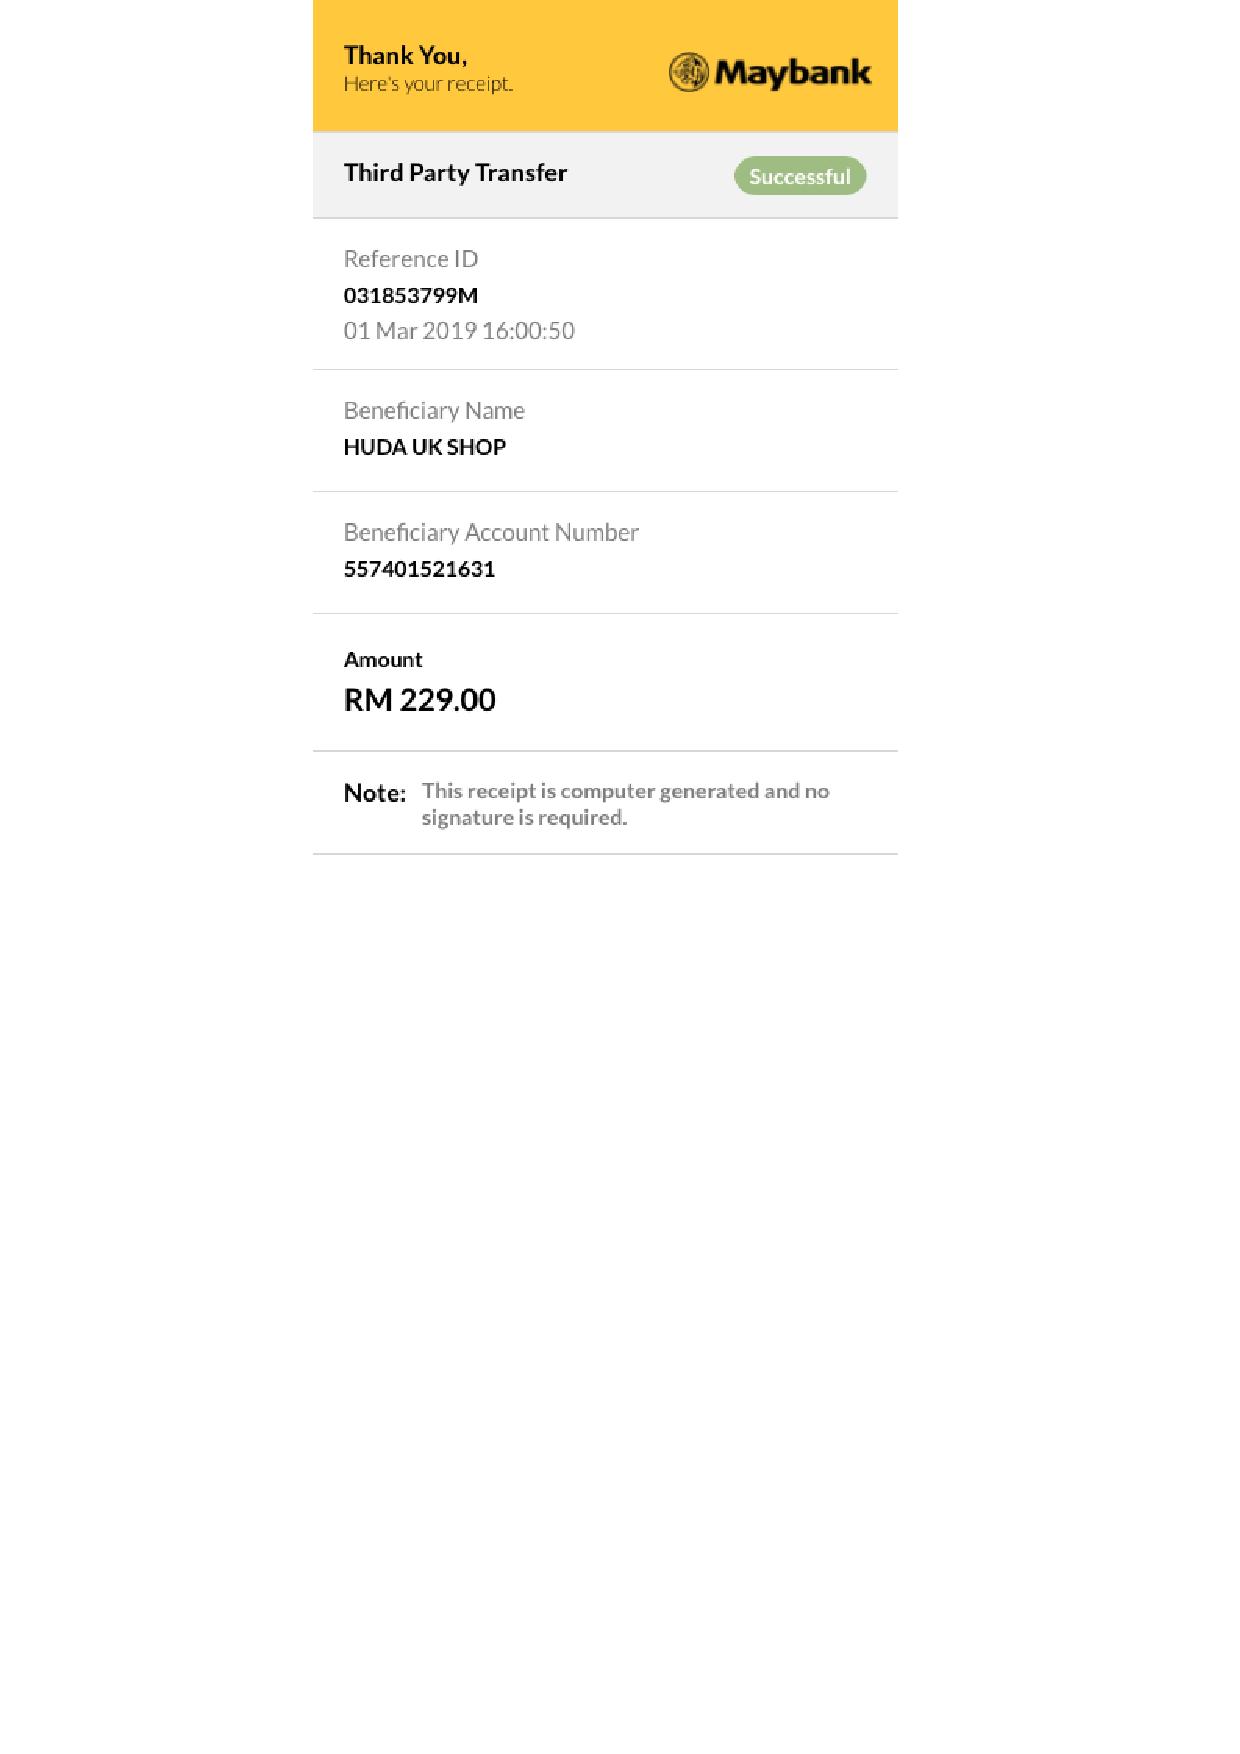 Thank You,
Here's your receipt.
Maybank
Third Party Transfer
Successful
Reference ID
031853799M
01 Mar 2019 16:00:50
Beneficiary Name
HUDA UK SHOP
Beneficiary Account Number
557401521631
Amount
RM 229.00
Note: This receipt is computer generated and no
signature is required.